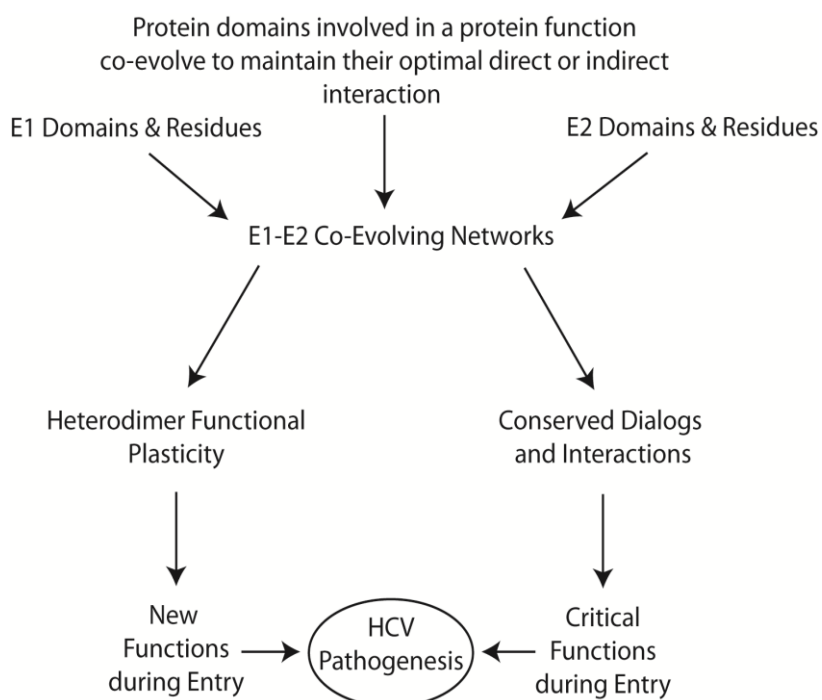 Protein domains involved in a protein function
co-evolve to maintain their optimal direct or indirect
interaction
E1 Domains & Residues
E2 Domains & Residues
E1-E2 Co-Evolving Networks
Heterodimer Functional
Plasticity
Conserved Dialogs
and Interactions
New
Functions
during Entry
HCV
Pathogenesis
Critical
Functions
during Entry